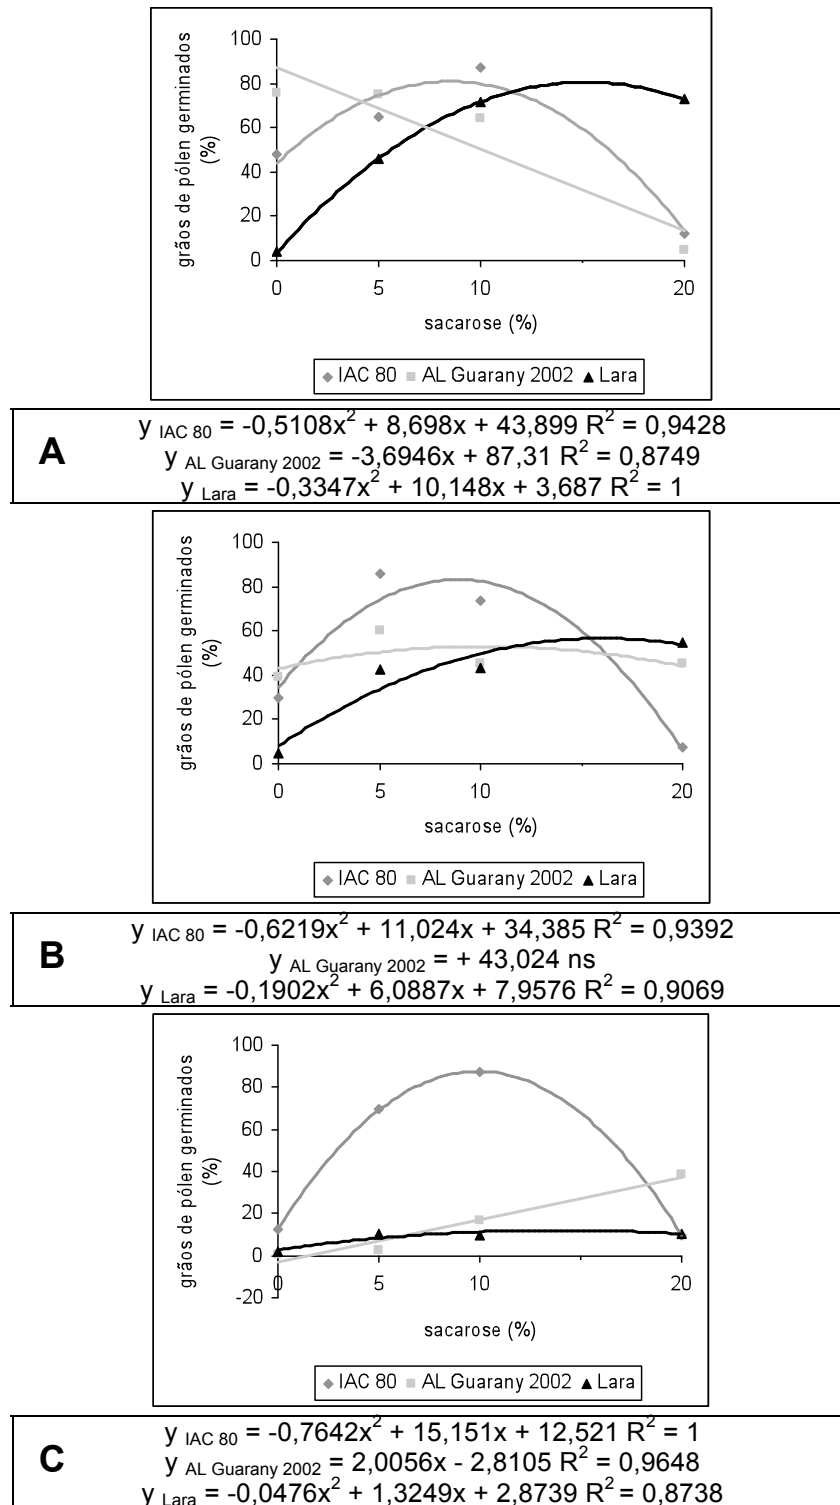 100
80
60
40
20
0
grãos de pólen germinados
(%)
0 5 10 20
sacarose (%)
IAC 80 AL Guarany 2002 Lara
A
y IAC 80 = -0,5108x² + 8,698x + 43,899 R² = 0,9428
y AL Guarany 2002 = -3,6946x + 87,31 R² = 0,8749
y Lara = -0,3347x² + 10,148x + 3,687 R² = 1
100
80
60
40
20
0
grãos de pólen germinados
(%)
0 5 10 20
sacarose (%)
IAC 80 AL Guarany 2002 Lara
B
y IAC 80 = -0,6219x² + 11,024x + 34,385 R² = 0,9392
y AL Guarany 2002 = + 43,024 ns
y Lara = -0,1902x² + 6,0887x + 7,9576 R² = 0,9069
100
80
60
40
20
0
-20
grãos de pólen germinados
(%)
0 5 10 20
sacarose (%)
IAC 80 AL Guarany 2002 Lara
C
y IAC 80 = -0,7642x² + 15,151x + 12,521 R² = 1
y AL Guarany 2002 = 2,0056x - 2,8105 R² = 0,9648
y Lara = -0,0476x² + 1,3249x + 2,8739 R² = 0,8738